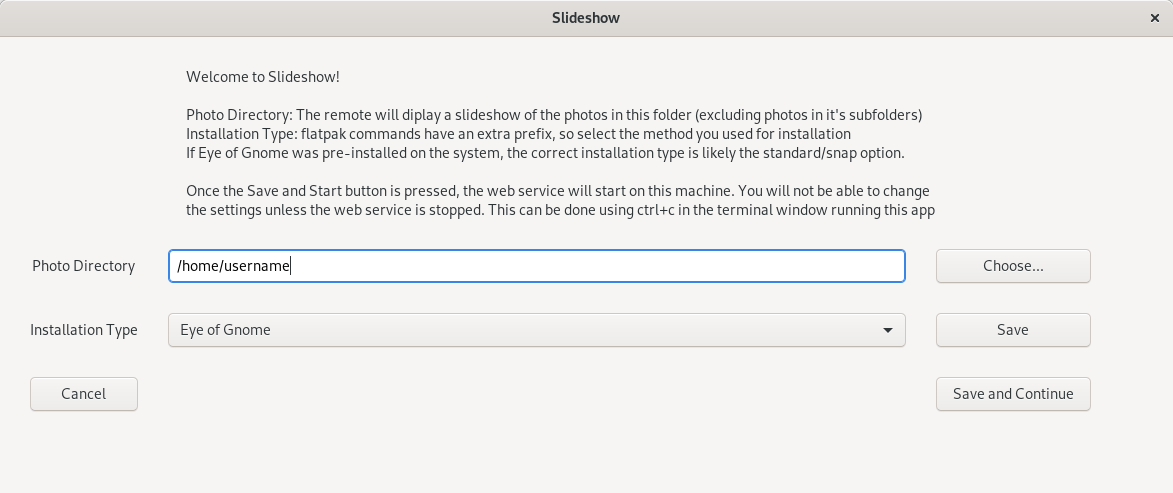 Slideshow
Welcome to Slideshow!
Photo Directory: The remote will diplay a slideshow of the photos in this folder (excluding photos in it's subfolders)
Installation Type: flatpak commands have an extra prefix, so select the method you used for installation
If Eye of Gnome was pre-installed on the system, the correct installation type is likely the standard/snap option.
Once the Save and Start button is pressed, the web service will start on this machine. You will not be able to change
the settings unless the web service is stopped. This can be done using ctrl+c in the terminal window running this app
Photo Directory /home/username Choose...
Installation Type Eye of Gnome Save
Cancel Save and Continue